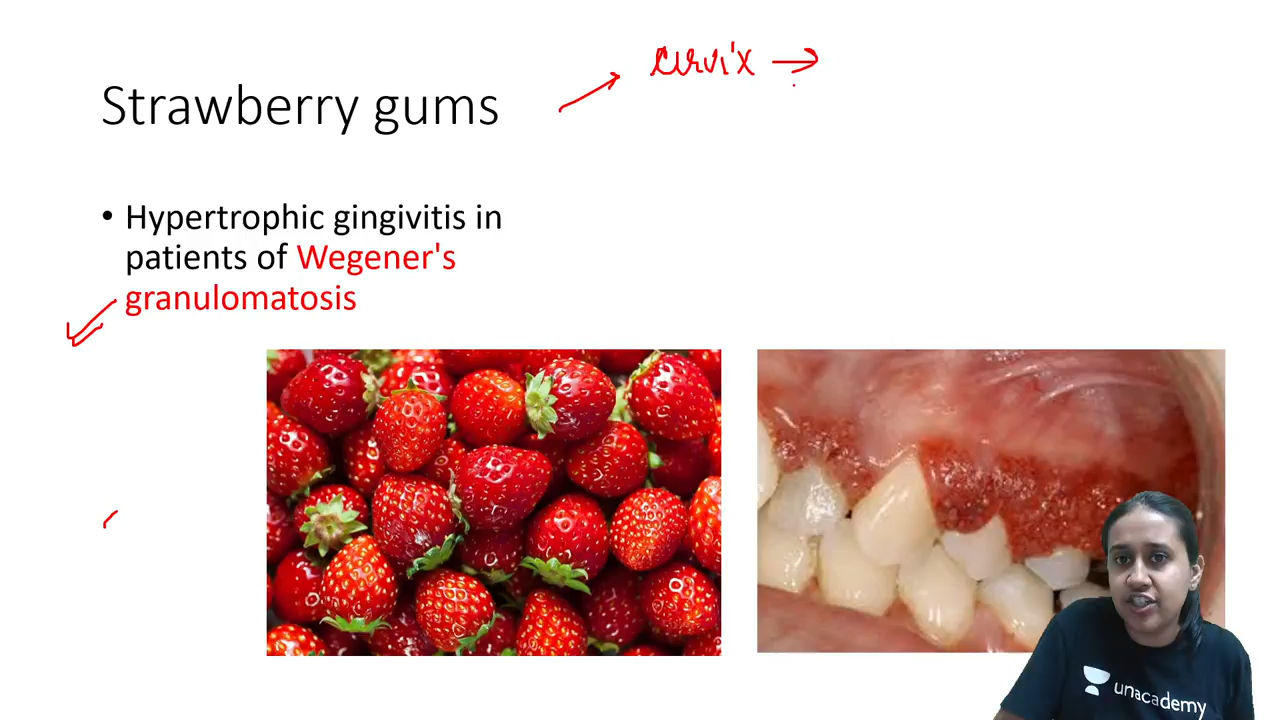 cervix →
Strawberry gums
• Hypertrophic gingivitis in
patients of Wegener's
granulomatosis
unacademy